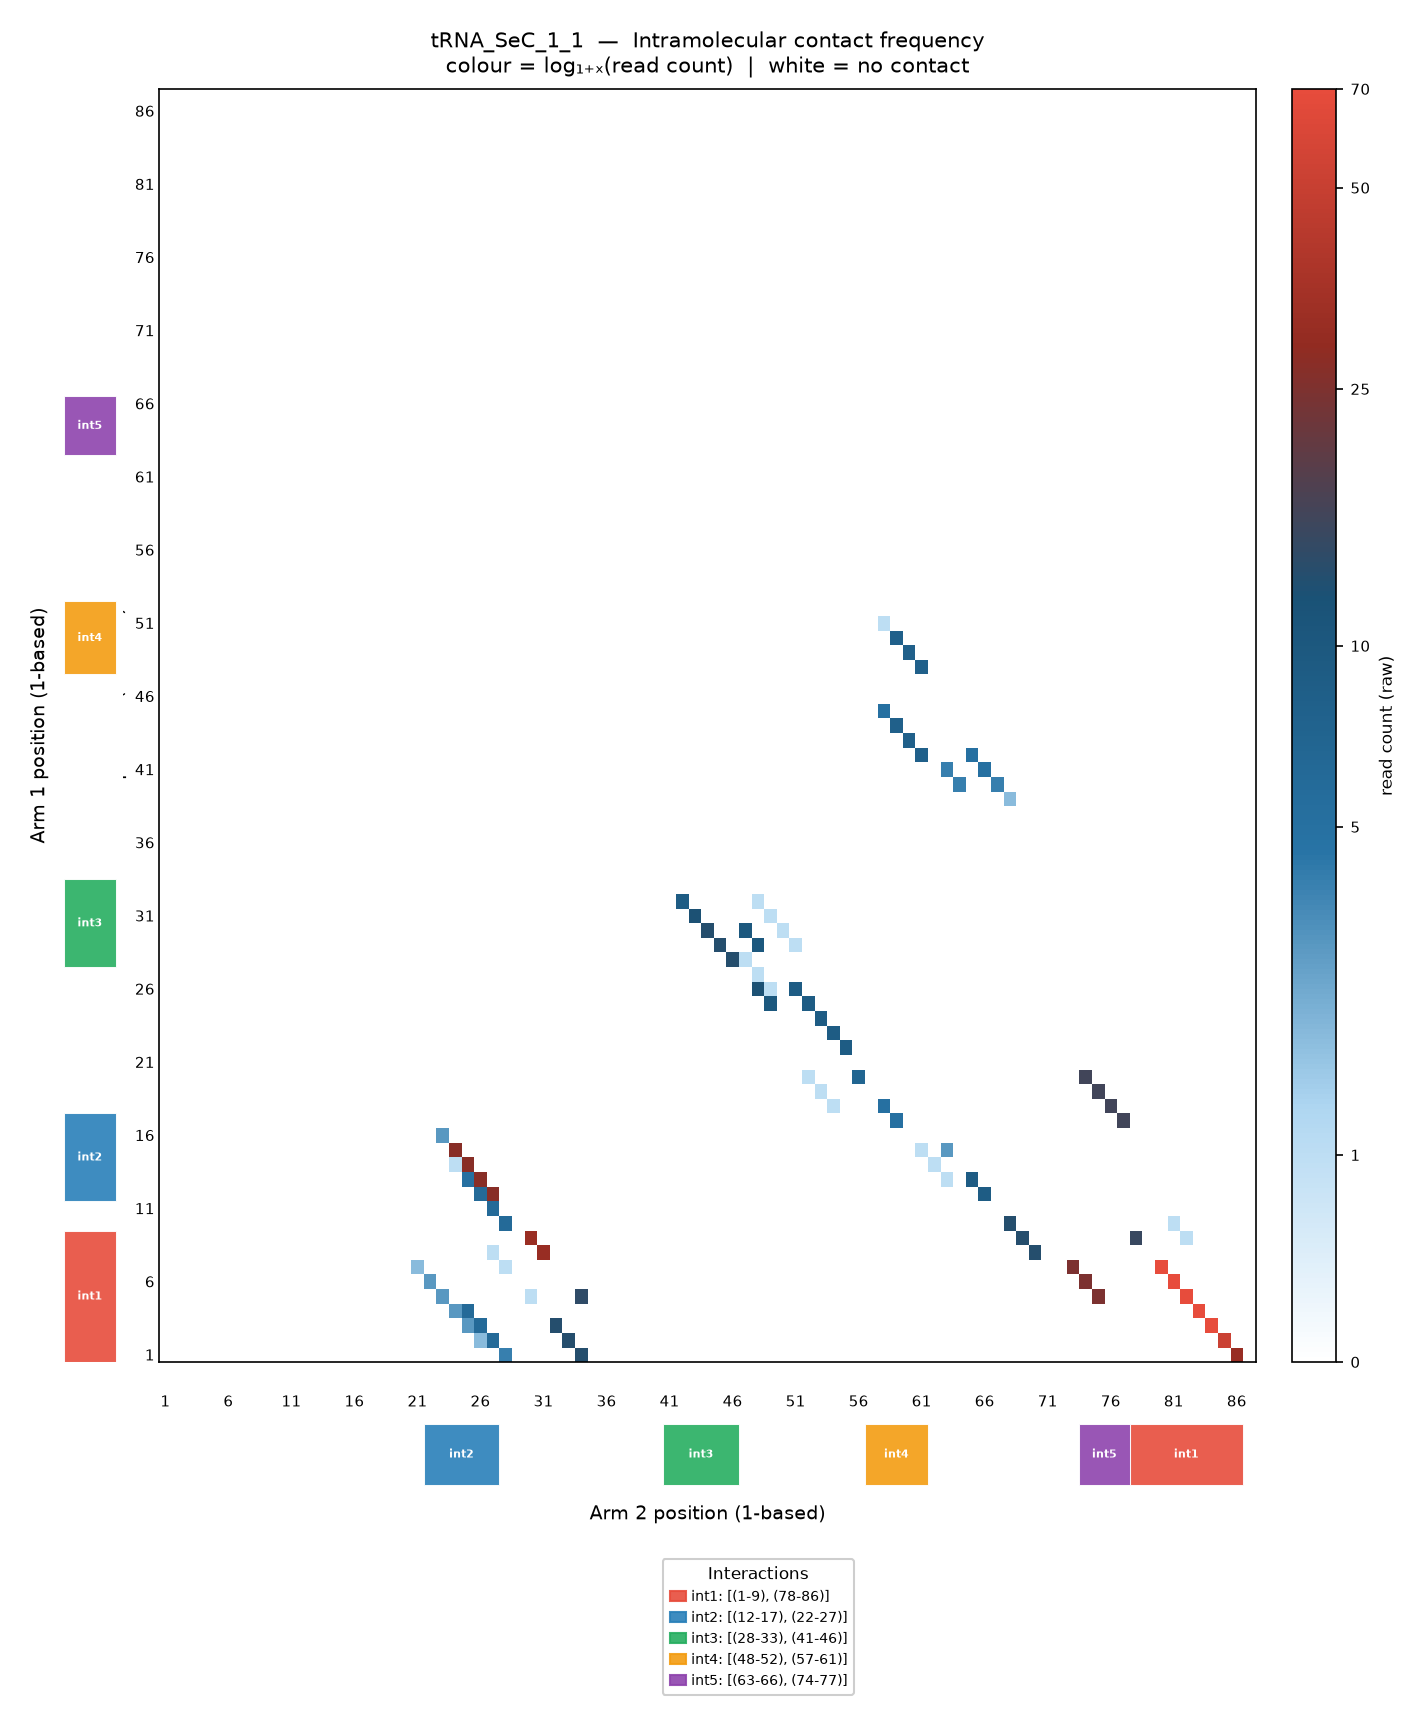 tRNA_SeC_1_1 — Intramolecular contact frequency
colour = log₁₊ₓ(read count) | white = no contact
86
81
76
71
66
61
56
51
46
41
36
31
26
21
16
11
6
1
int5
int4
int3
int2
int1
Arm 1 position (1-based)
70
50
25
10
5
1
0
read count (raw)
1 6 11 16 21 26 31 36 41 46 51 56 61 66 71 76 81 86
int2 int3 int4 int5 int1
Arm 2 position (1-based)
Interactions
int1: [(1-9), (78-86)]
int2: [(12-17), (22-27)]
int3: [(28-33), (41-46)]
int4: [(48-52), (57-61)]
int5: [(63-66), (74-77)]